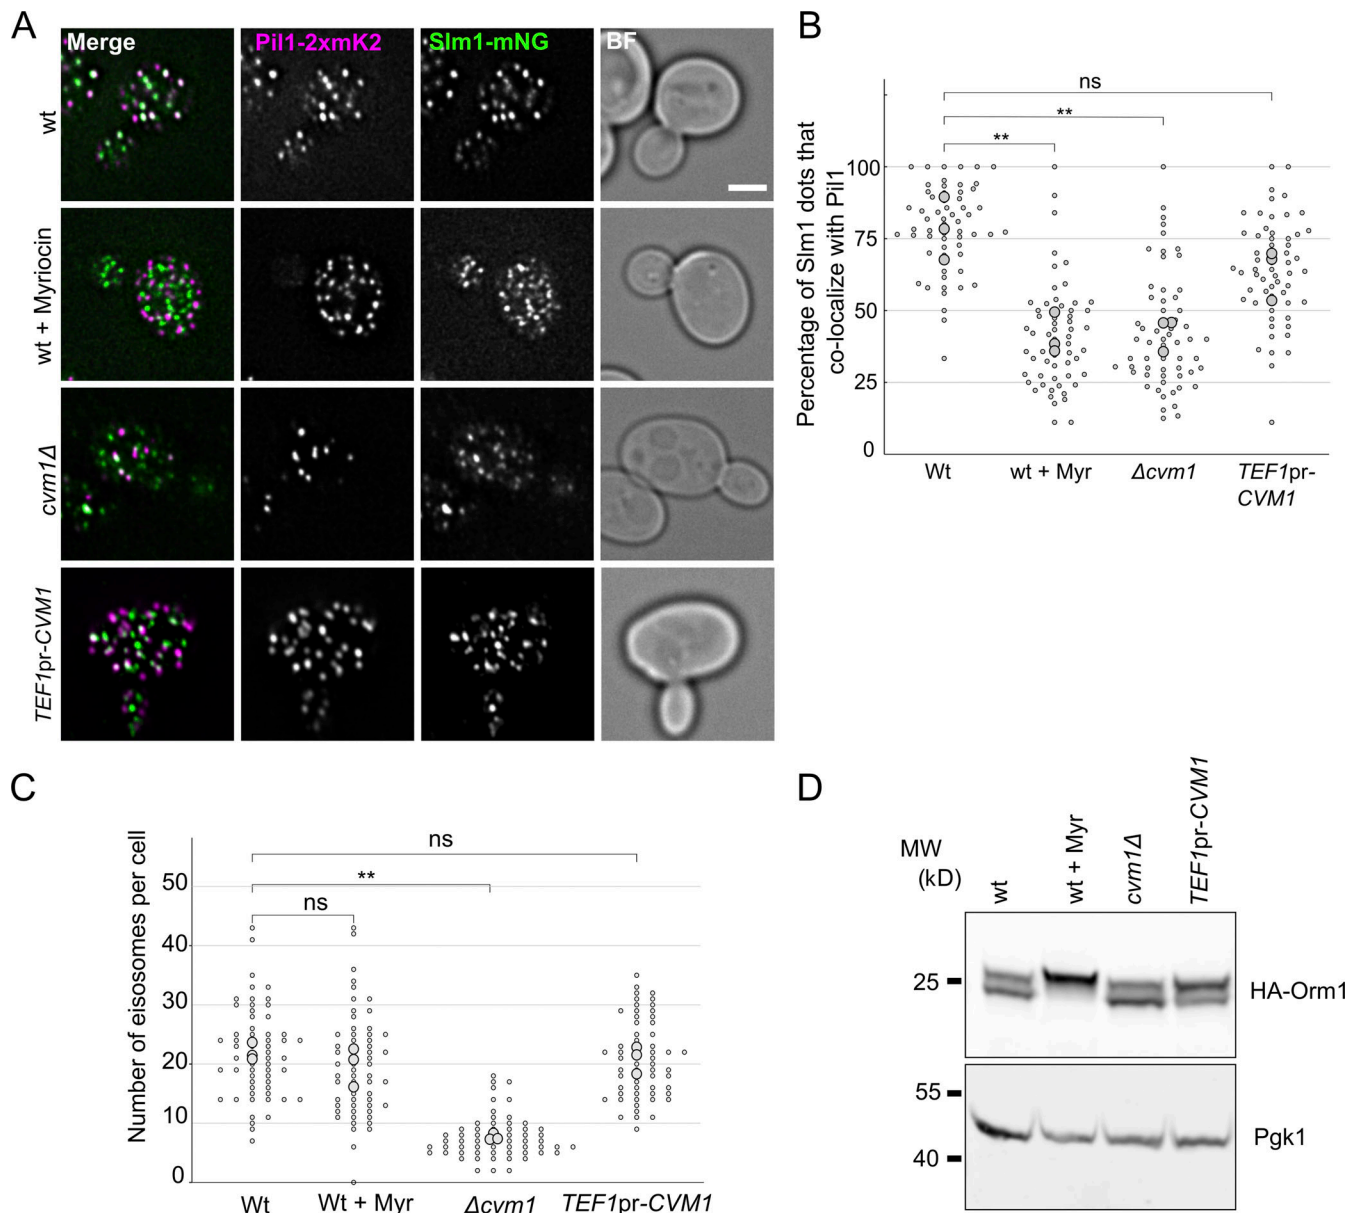 A
Merge Pil1-2xmK2 Slm1-mNG BF
wt
wt + Myriocin
cvm1Δ
TEF1pr-CVM1
B
Percentage of Slm1 dots that
co-localize with Pil1
ns
**
**
100
75
50
25
0
Wt wt + Myr Δcvm1 TEF1pr-
CVM1
C
Number of eisosomes per cell
ns
**
ns
50
40
30
20
10
0
Wt Wt + Myr Δcvm1 TEF1pr-CVM1
D
MW
(kD)
wt
wt + Myr
cvm1Δ
TEF1pr-CVM1
25
HA-Orm1
55
40
Pgk1